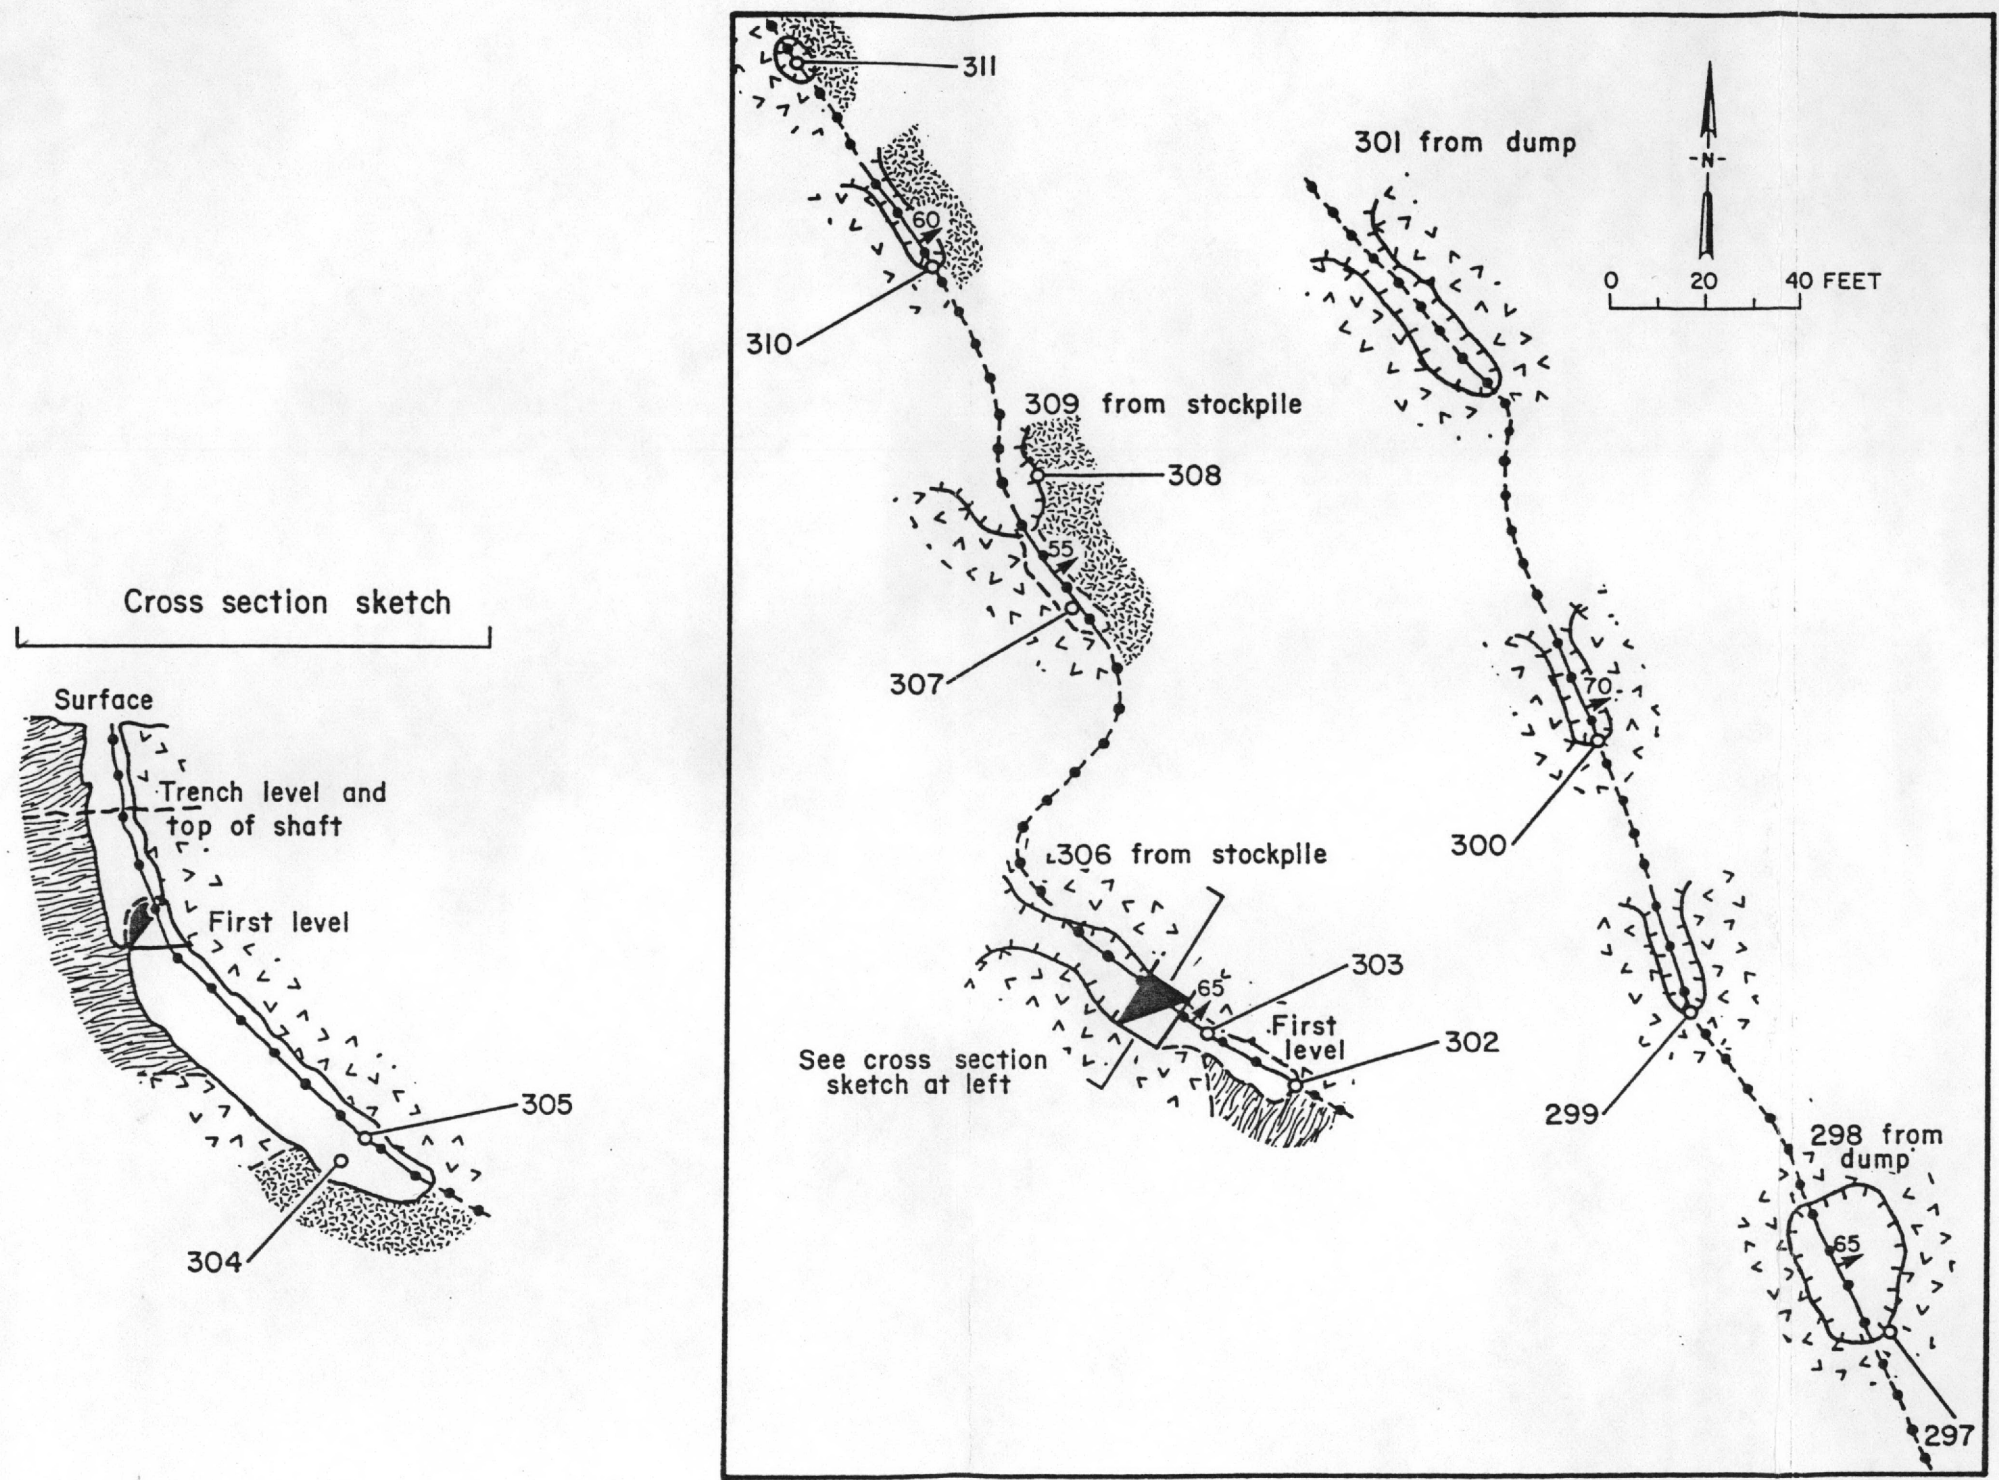 311
301 from dump
-N-
60
0 20 40 FEET
310
309 from stockpile
308
55
Cross section sketch
307
70
Surface
Trench level and
top of shaft
300
306 from stockpile
First level
303
65
First
level
302
See cross section
sketch at left
305
299
298 from
dump
304
65
297